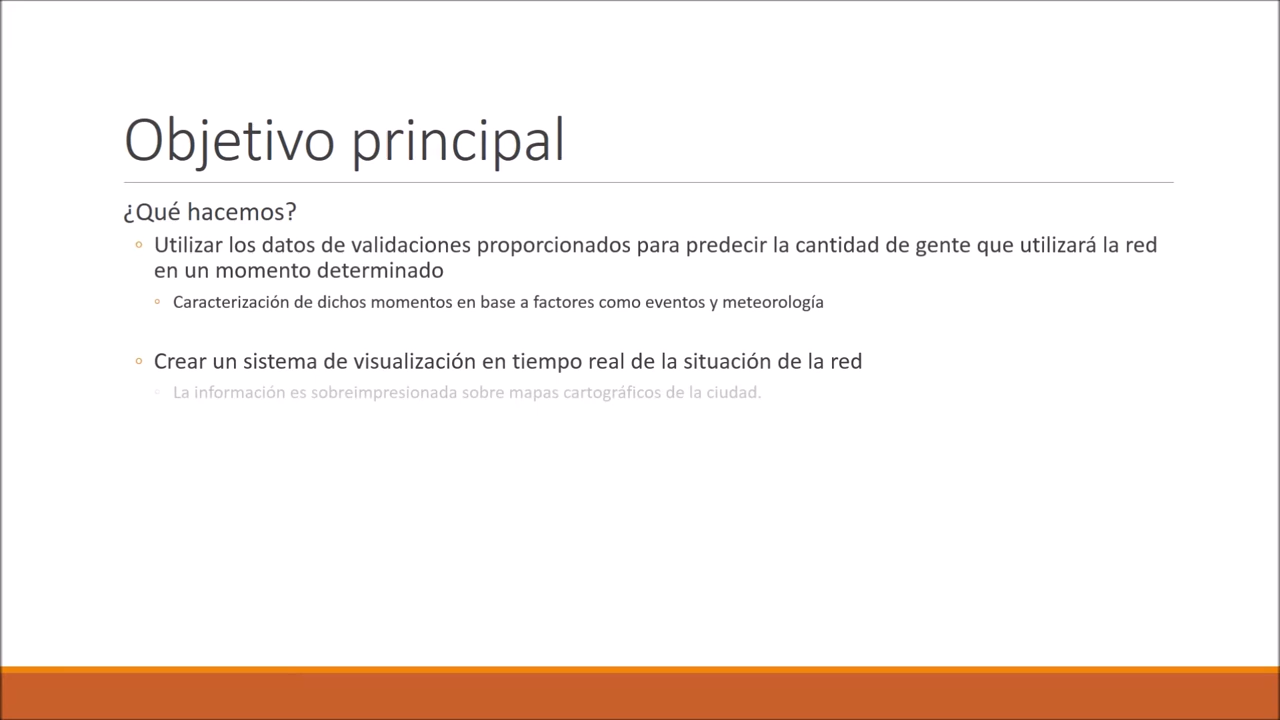 Objetivo principal
¿Qué hacemos?
◦ Utilizar los datos de validaciones proporcionados para predecir la cantidad de gente que utilizará la red
en un momento determinado
◦ Caracterización de dichos momentos en base a factores como eventos y meteorología
◦ Crear un sistema de visualización en tiempo real de la situación de la red
◦ La información es sobreimpresionada sobre mapas cartográficos de la ciudad.